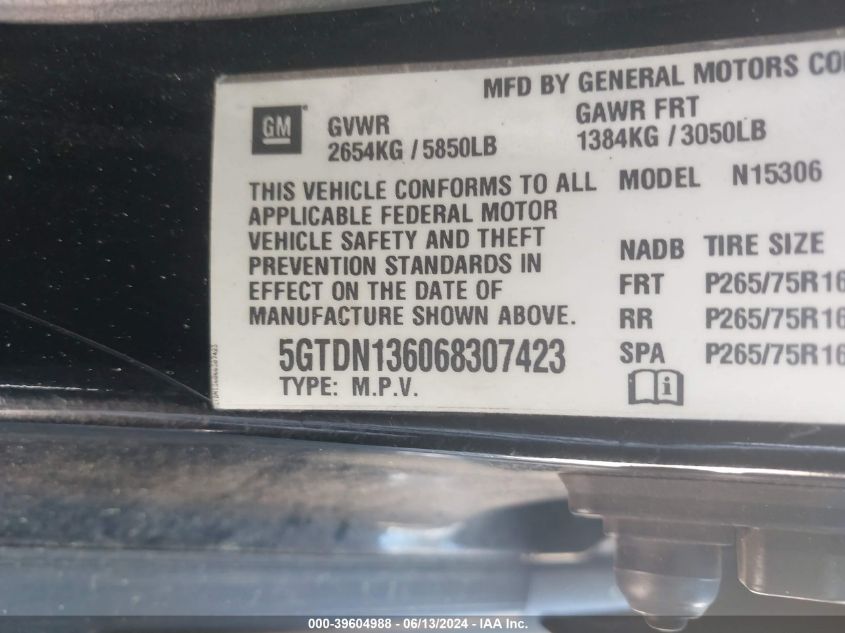 MFD BY GENERAL MOTORS CO
GM
GVWR
2654KG / 5850LB
GAWR FRT
1384KG / 3050LB
THIS VEHICLE CONFORMS TO ALL
APPLICABLE FEDERAL MOTOR
VEHICLE SAFETY AND THEFT
PREVENTION STANDARDS IN
EFFECT ON THE DATE OF
MANUFACTURE SHOWN ABOVE.
5GTDN136068307423
TYPE: M.P.V.
MODEL N15306
NADB TIRE SIZE
FRT P265/75R16
RR P265/75R16
SPA P265/75R16
000-39604988 - 06/13/2024 - IAA Inc.